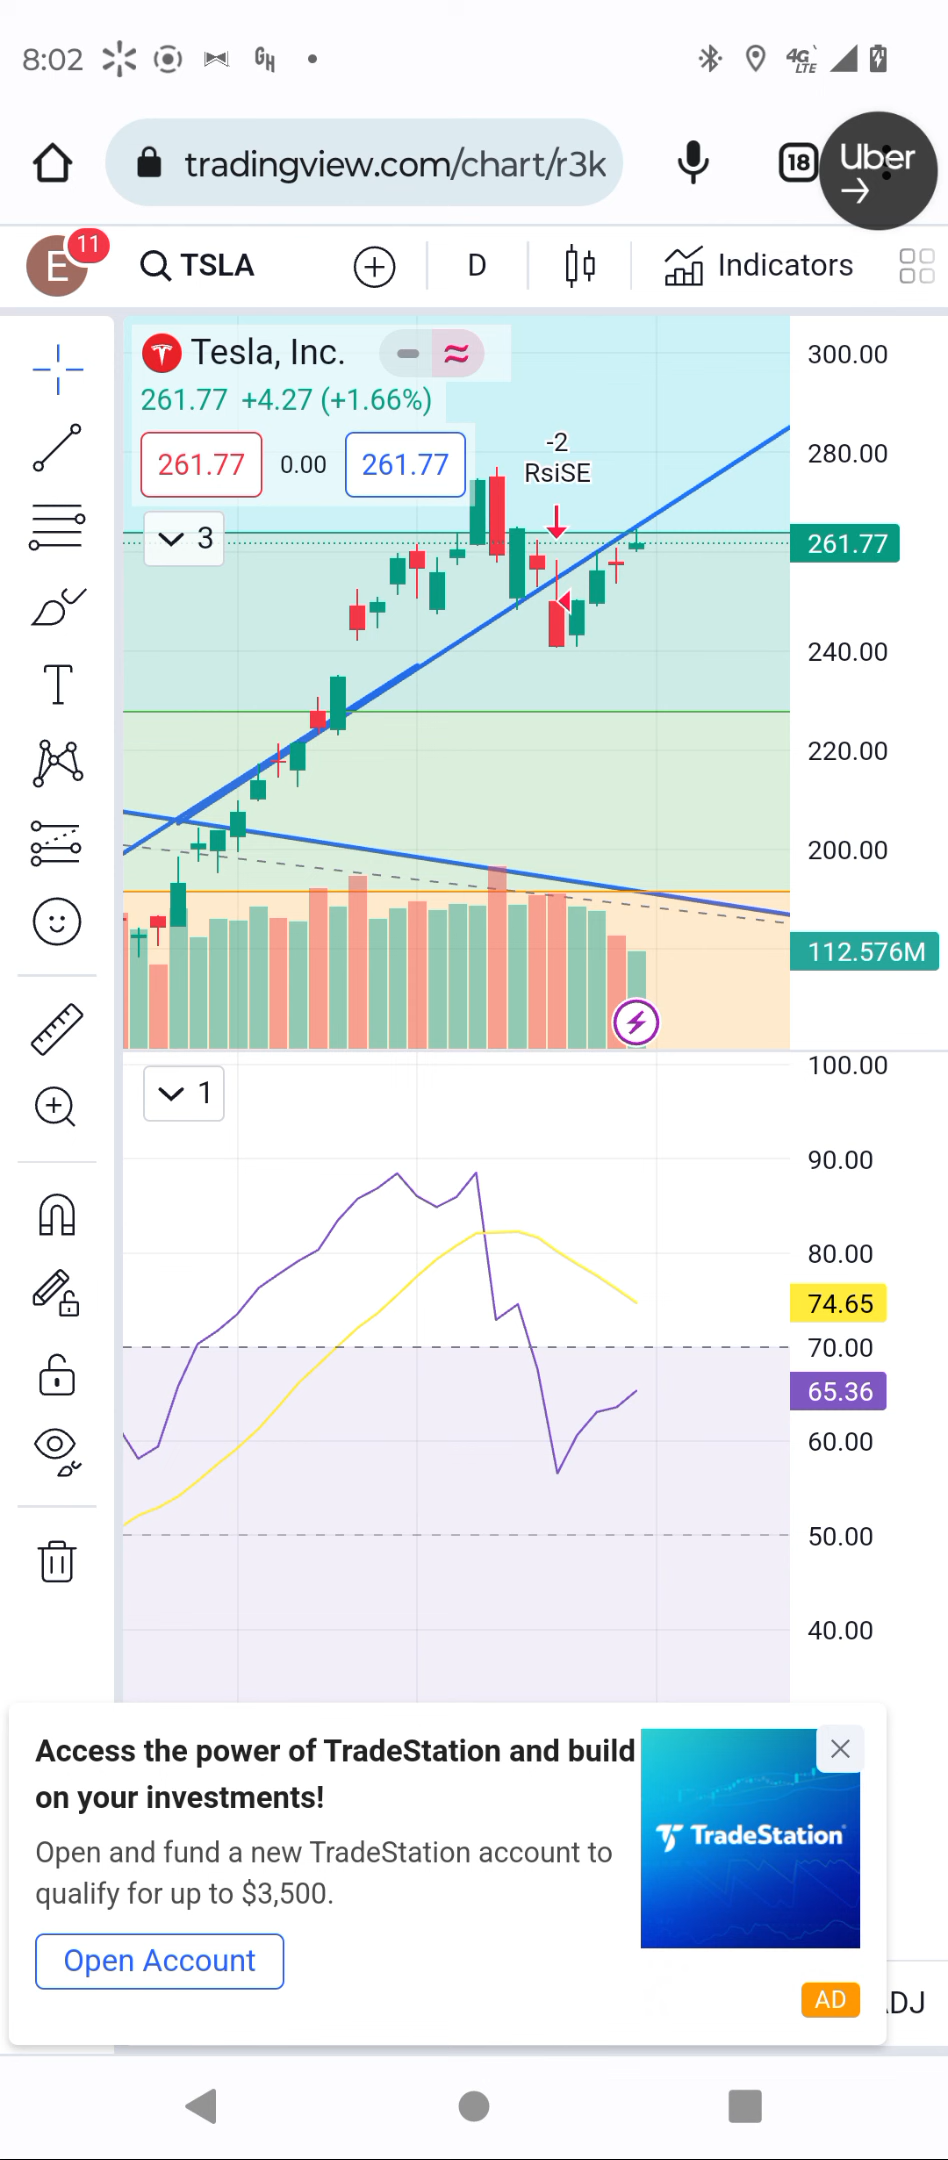 8:02
4G
LTE
tradingview.com/chart/r3k
18
Uber
E
11
TSLA
D
Indicators
Tesla, Inc.
261.77 +4.27 (+1.66%)
261.77
0.00
261.77
3
-2
RsiSE
300.00
280.00
261.77
240.00
220.00
200.00
112.576M
1
100.00
90.00
80.00
74.65
70.00
65.36
60.00
50.00
40.00
Access the power of TradeStation and build
on your investments!
Open and fund a new TradeStation account to
qualify for up to $3,500.
Open Account
TradeStation
AD
DJ